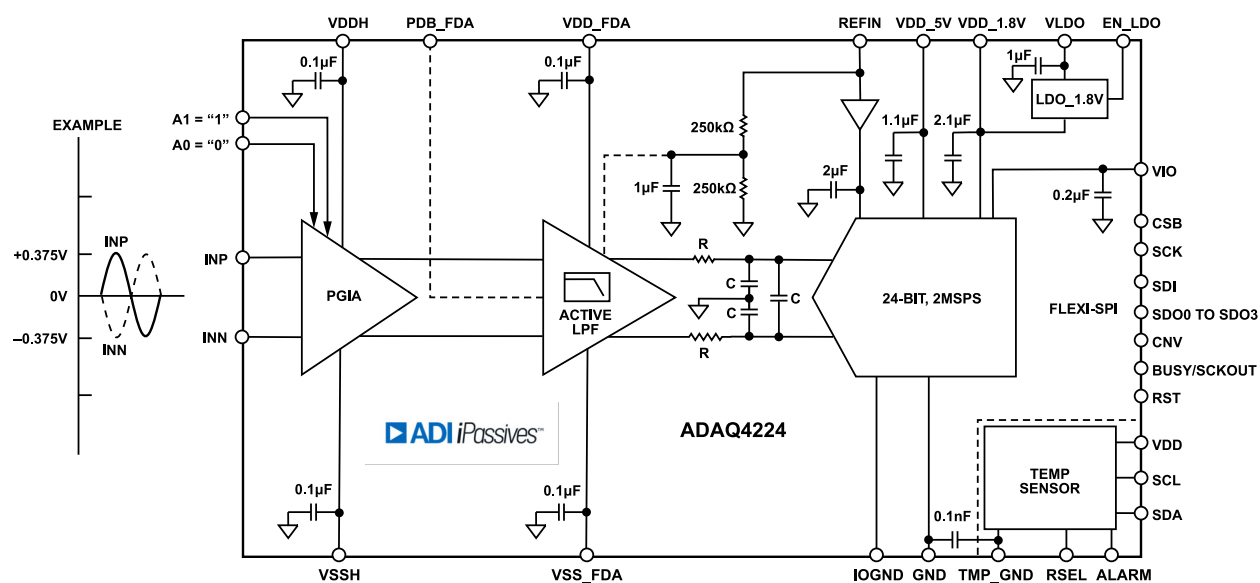 VDDH
PDB_FDA
VDD_FDA
REFIN
VDD_5V
VDD_1.8V
VLDO
EN_LDO
0.1µF
0.1µF
1µF
LDO_1.8V
EXAMPLE
A1 = “1”
A0 = “0”
250kΩ
1.1µF
2.1µF
1µF
250kΩ
2µF
0.2µF
VIO
CSB
SCK
SDI
SDO0 TO SDO3
CNV
BUSY/SCKOUT
RST
FLEXI-SPI
+0.375V
0V
–0.375V
INP
INN
INP
INN
PGIA
ACTIVE
LPF
R
R
C
C
C
24-BIT, 2MSPS
ADI iPassives™
ADAQ4224
TEMP
SENSOR
VDD
SCL
SDA
0.1µF
0.1µF
0.1nF
VSSH
VSS_FDA
IOGND
GND
TMP_GND
RSEL
ALARM